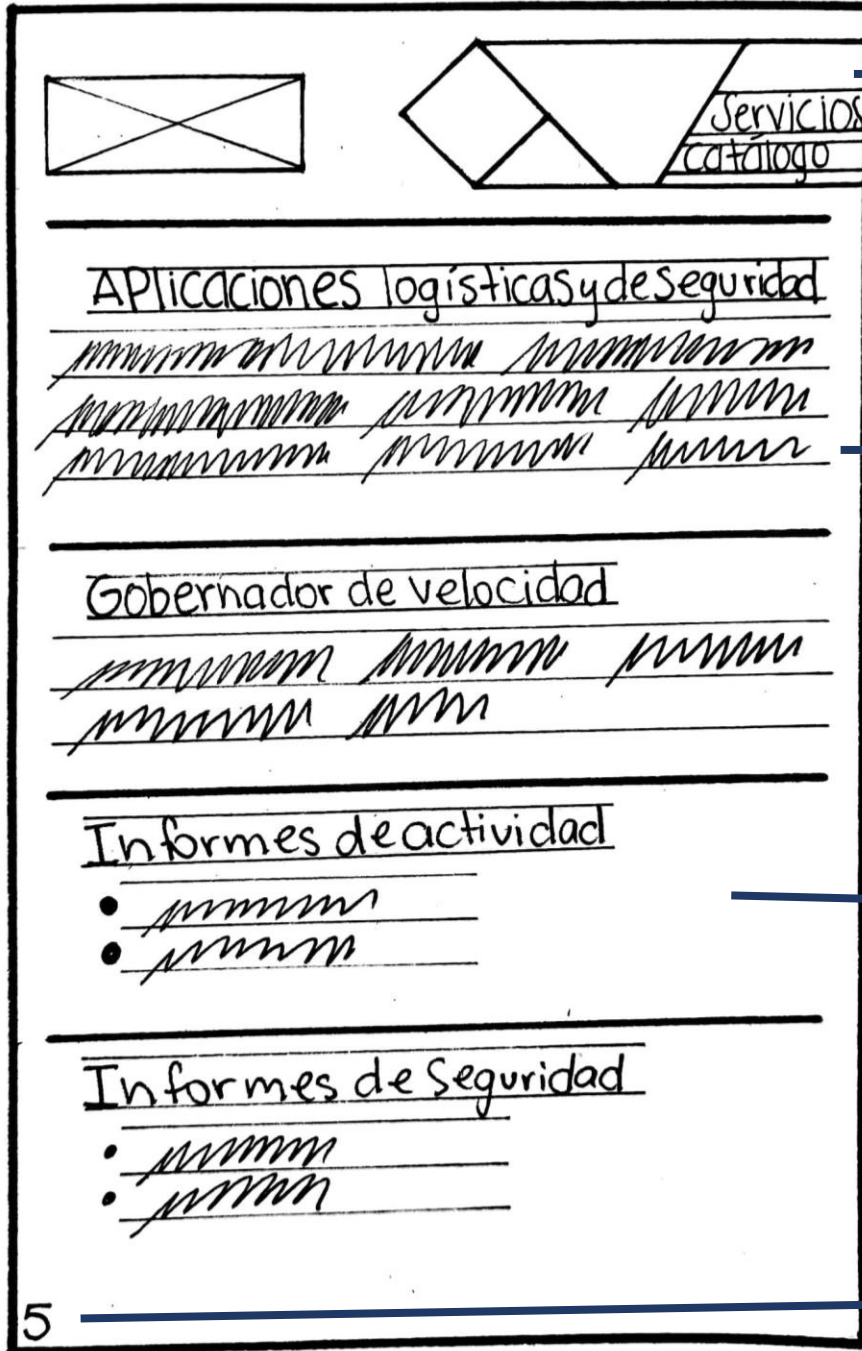 Servicios
catálogo
Aplicaciones logísticas y de seguridad
Gobernador de velocidad
Informes de actividad
Informes de Seguridad
5